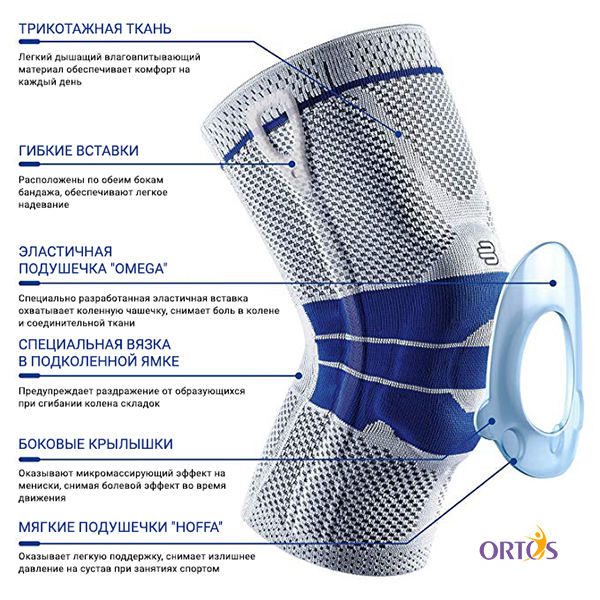 ТРИКОТАЖНАЯ ТКАНЬ
Легкий дышащий влаговпитывающий
материал обеспечивает комфорт на
каждый день
ГИБКИЕ ВСТАВКИ
Расположены по обеим бокам
бандажа, обеспечивают легкое
надевание
ЭЛАСТИЧНАЯ
ПОДУШЕЧКА "OMEGA"
Специально разработанная эластичная вставка
охватывает коленную чашечку, снимает боль в колене
и соединительной ткани
СПЕЦИАЛЬНАЯ ВЯЗКА
В ПОДКОЛЕННОЙ ЯМКЕ
Предупреждает раздражение от образующихся
при сгибании колена складок
БОКОВЫЕ КРЫЛЫШКИ
Оказывают микромассирующий эффект на
мениски, снимая болевой эффект во время
движения
МЯГКИЕ ПОДУШЕЧКИ "HOFFA"
Оказывает легкую поддержку, снимает излишнее
давление на сустав при занятиях спортом
ORTOS